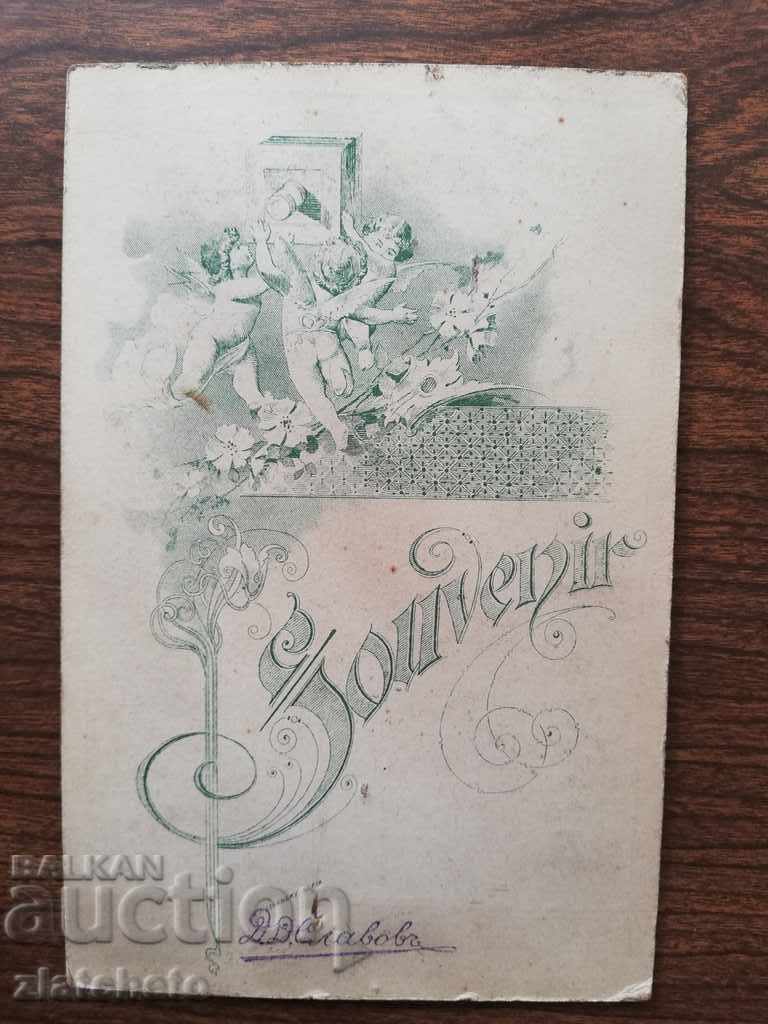 Souvenir
Д.Д.Славовъ
BALKAN
auction
zlatcheto